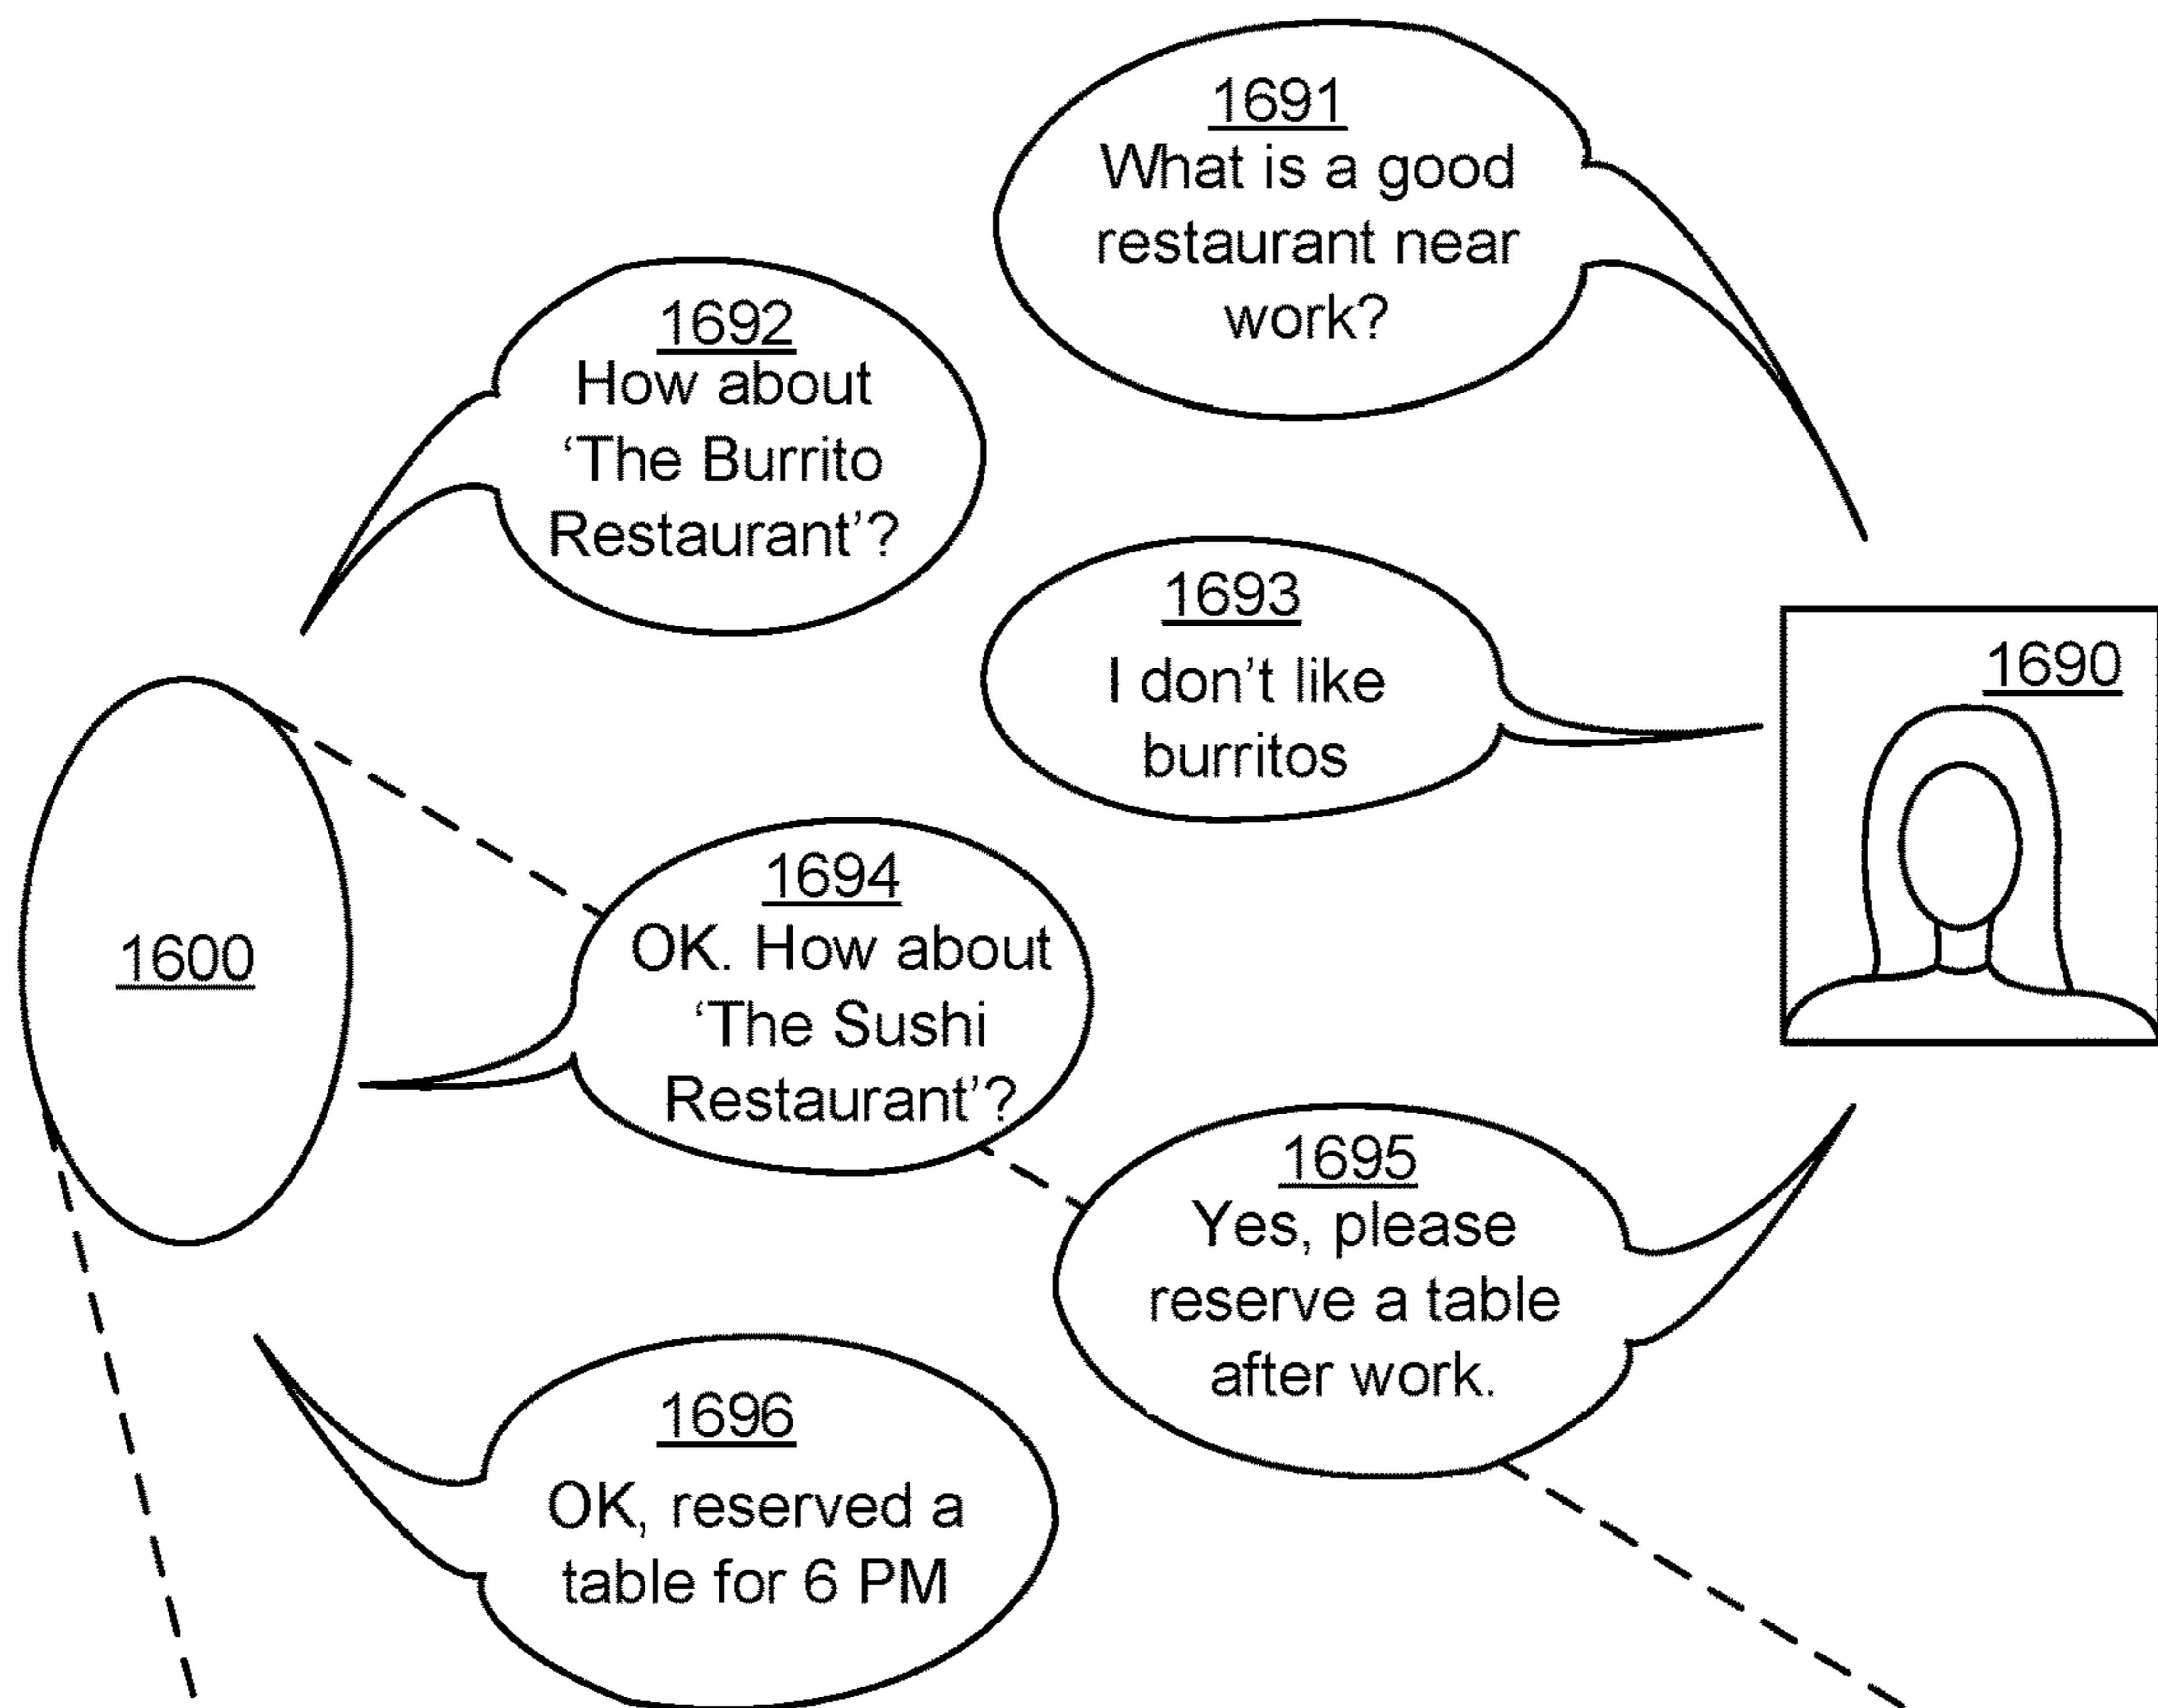 1691
What is a good
restaurant near
work?
1692
How about
‘The Burrito
Restaurant’?
1693
I don’t like
burritos
1690
1600
1694
OK. How about
‘The Sushi
Restaurant’?
1695
Yes, please
reserve a table
after work.
1696
OK, reserved a
table for 6 PM